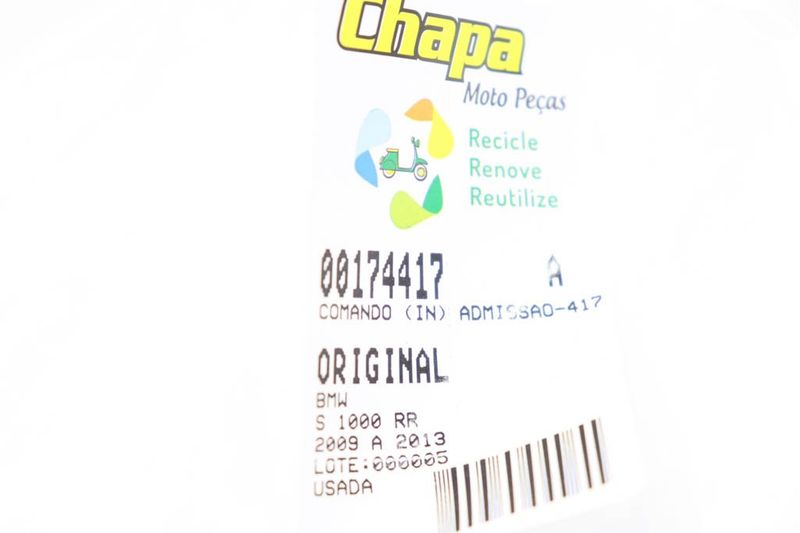 Chapa
Moto Peças
Recicle
Renove
Reutilize
00174417 A
COMANDO (IN) ADMISSAO-417
ORIGINAL
BMW
S 1000 RR
2009 A 2013
LOTE:000005
USADA